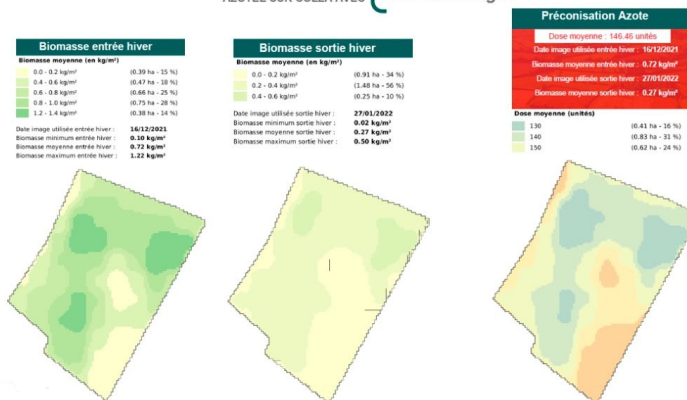 Biomasse entrée hiver
Biomasse moyenne (en kg/m²)
0.0 - 0.2 kg/m² (0.39 ha - 15 %)
0.4 - 0.6 kg/m² (0.47 ha - 18 %)
0.6 - 0.8 kg/m² (0.66 ha - 25 %)
0.8 - 1.0 kg/m² (0.75 ha - 28 %)
1.2 - 1.4 kg/m² (0.38 ha - 14 %)
Date image utilisée entrée hiver : 16/12/2021
Biomasse minimum entrée hiver : 0.10 kg/m²
Biomasse moyenne entrée hiver : 0.72 kg/m²
Biomasse maximum entrée hiver : 1.22 kg/m²
Biomasse sortie hiver
Biomasse moyenne (en kg/m²)
0.0 - 0.2 kg/m² (0.91 ha - 34 %)
0.2 - 0.4 kg/m² (1.48 ha - 56 %)
0.4 - 0.6 kg/m² (0.25 ha - 10 %)
Date image utilisée sortie hiver : 27/01/2022
Biomasse minimum sortie hiver : 0.02 kg/m²
Biomasse moyenne sortie hiver : 0.27 kg/m²
Biomasse maximum sortie hiver : 0.50 kg/m²
Préconisation Azote
Dose moyenne : 146.46 unités
Date image utilisée entrée hiver : 16/12/2021
Biomasse moyenne entrée hiver : 0.72 kg/m²
Date image utilisée sortie hiver : 27/01/2022
Biomasse moyenne sortie hiver : 0.27 kg/m²
Dose moyenne (unités)
130 (0.41 ha - 16 %)
140 (0.83 ha - 31 %)
150 (0.62 ha - 24 %)